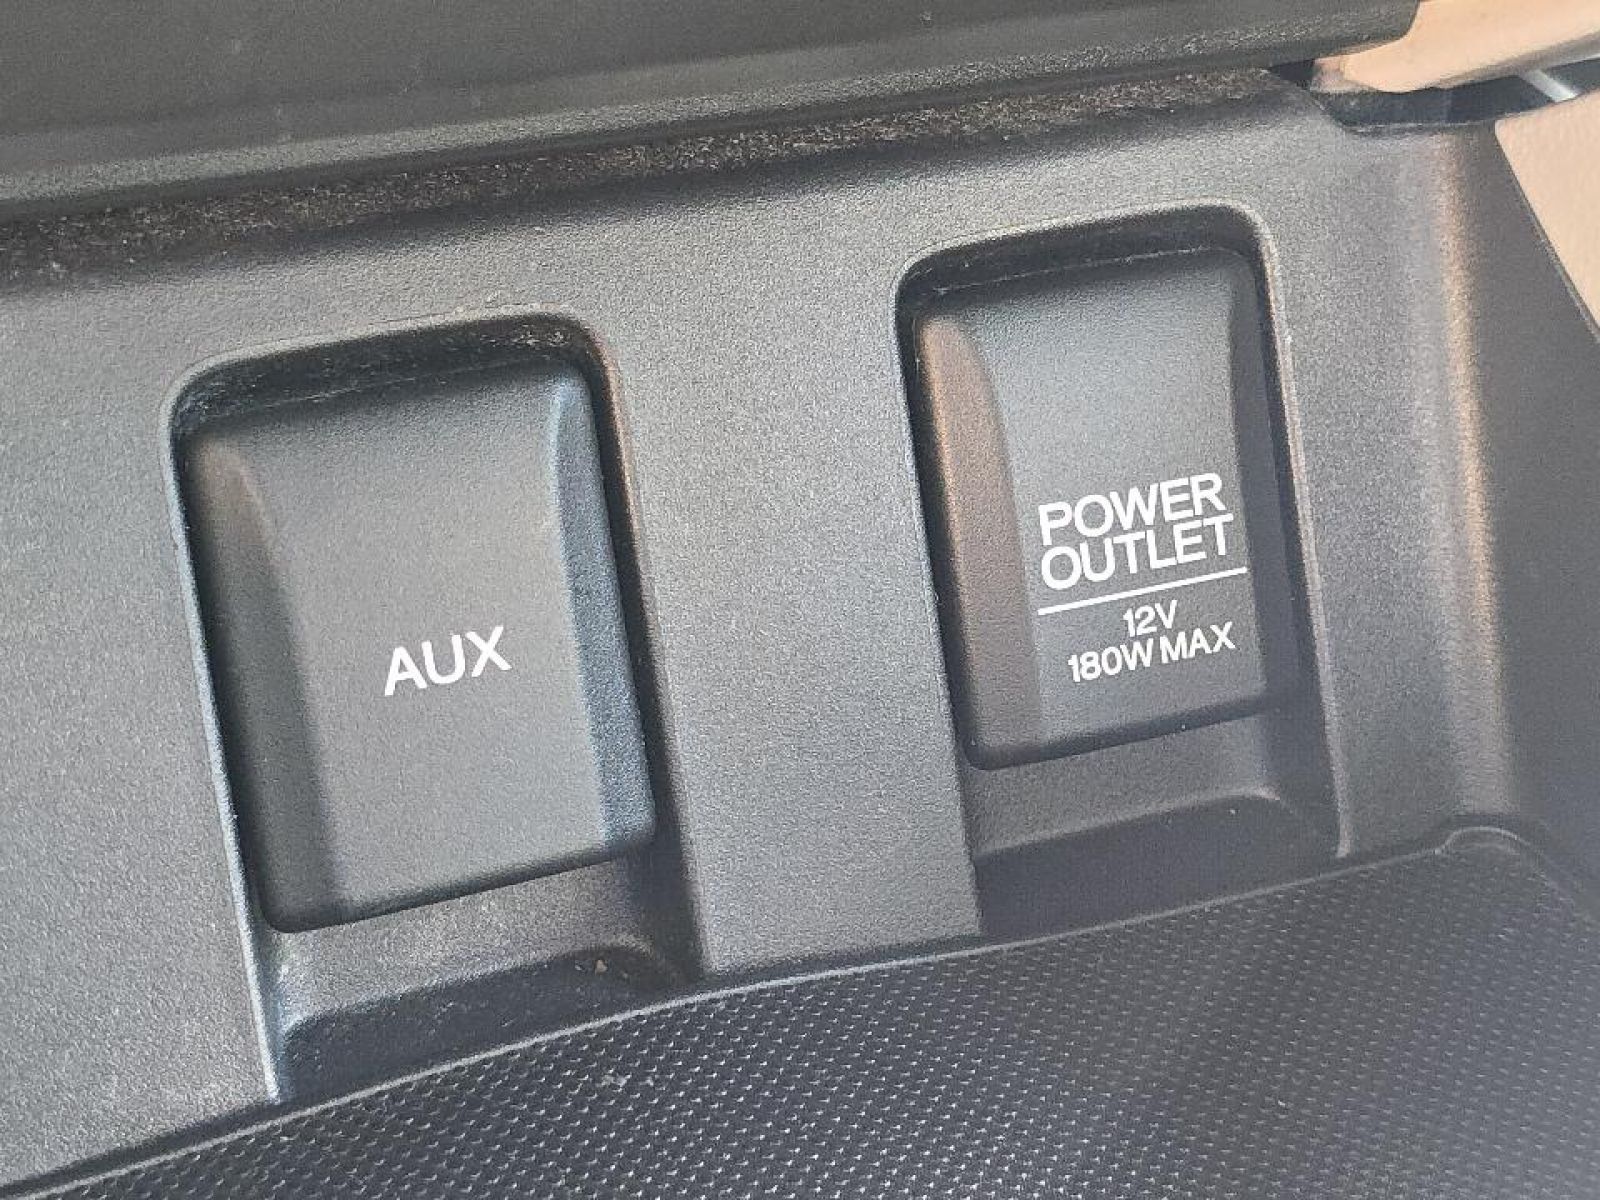 AUX
POWER
OUTLET
12V
180W MAX